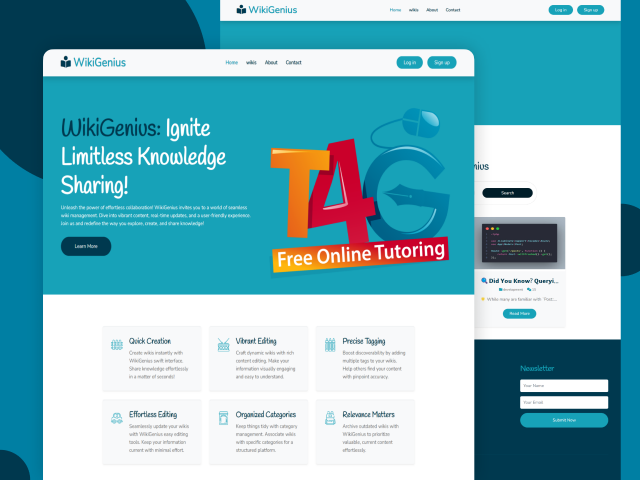 WikiGenius
Home wikis About Contact
Log in Sign up
WikiGenius
Home wikis About Contact
Log in Sign up
WikiGenius: Ignite
Limitless Knowledge
Sharing!
Unleash the power of effortless collaboration! WikiGenius invites you to a world of seamless
wiki management. Dive into vibrant content, real-time updates, and a user-friendly experience.
Join us and redefine the way you explore, create, and share knowledge!
Learn More
T4G
Free Online Tutoring
Quick Creation
Create wikis instantly with
WikiGenius swift interface.
Share knowledge effortlessly
in a matter of seconds!
Vibrant Editing
Craft dynamic wikis with rich
content editing. Make your
information visually engaging
and easy to understand.
Precise Tagging
Boost discoverability by adding
multiple tags to your wikis.
Help others find your content
with pinpoint accuracy.
Effortless Editing
Seamlessly update your wikis
with WikiGenius easy editing
tools. Keep your information
current with minimal effort.
Organized Categories
Keep things tidy with category
management. Associate wikis
with specific categories for a
structured platform.
Relevance Matters
Archive outdated wikis with
WikiGenius to prioritize
valuable, current content
effortlessly.
nius
Search
Did You Know? Queryi...
While many are familiar with
Read More
Newsletter
Your Name
Your Email
Submit Now